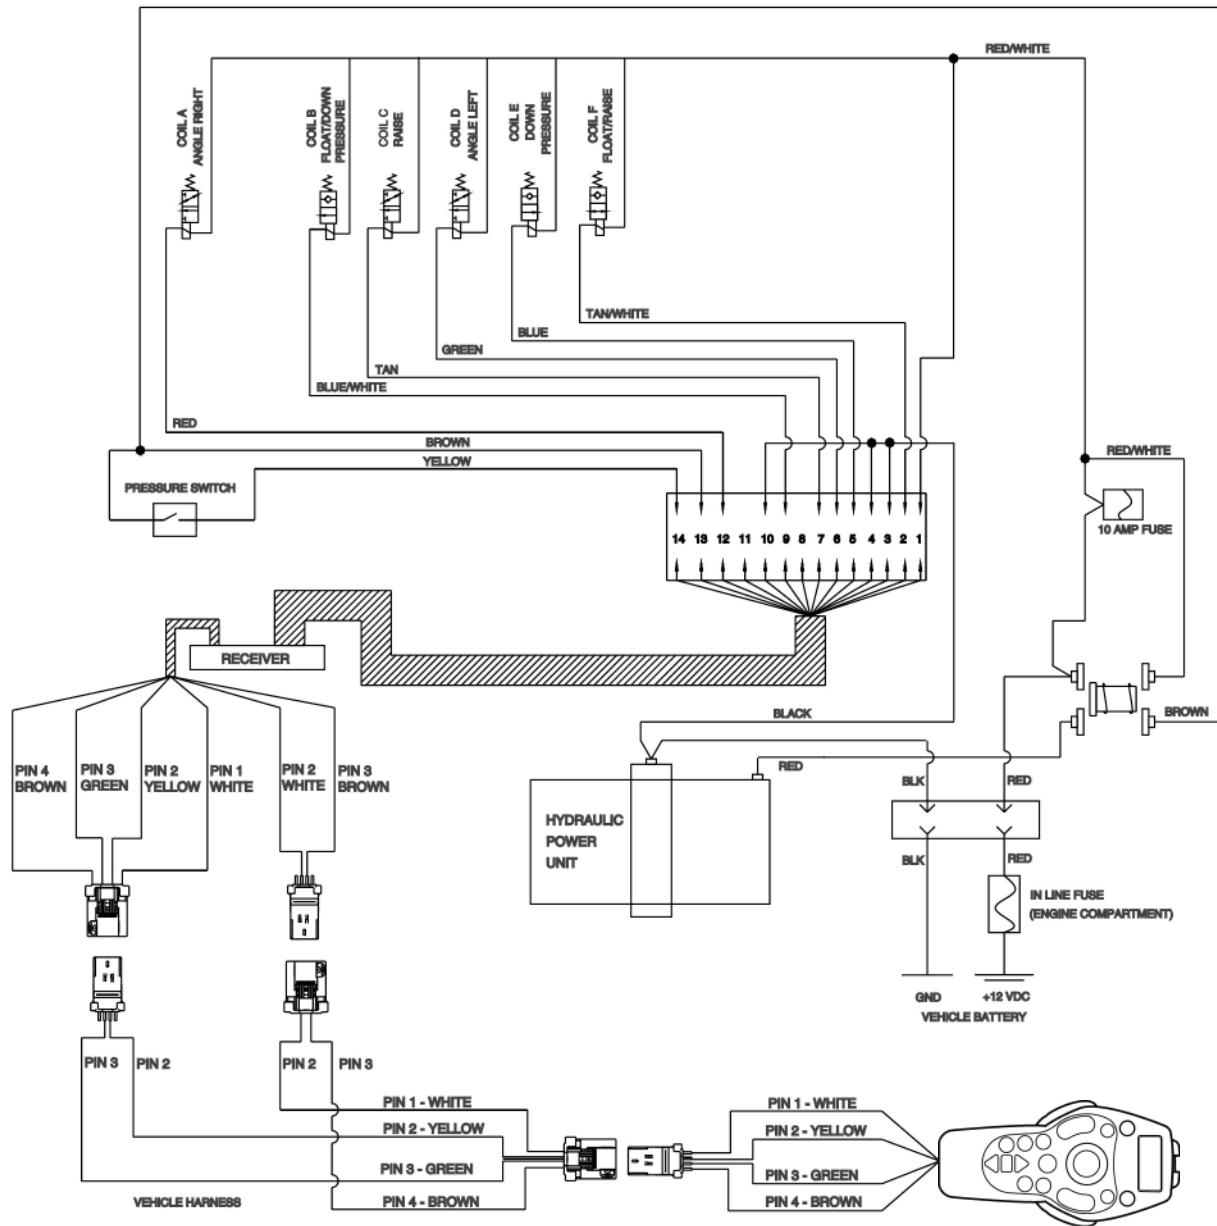 RED/WHITE
COIL A
ANGLE RIGHT
COIL B
FLOAT/DOWN
PRESSURE
COIL C
RAISE
COIL D
ANGLE LEFT
COIL E
DOWN
PRESSURE
COIL F
FLOAT/RAISE
TAN/WHITE
BLUE
GREEN
TAN
BLUE/WHITE
RED
BROWN
YELLOW
PRESSURE SWITCH
RED/WHITE
10 AMP FUSE
14 13 12 11 10 9 8 7 6 5 4 3 2 1
RECEIVER
BLACK
BROWN
RED
PIN 4
BROWN
PIN 3
GREEN
PIN 2
YELLOW
PIN 1
WHITE
PIN 2
WHITE
PIN 3
BROWN
HYDRAULIC
POWER
UNIT
BLK
RED
BLK
RED
IN LINE FUSE
(ENGINE COMPARTMENT)
GND
+12 VDC
VEHICLE BATTERY
PIN 3
PIN 2
PIN 2
PIN 3
PIN 1 - WHITE
PIN 2 - YELLOW
PIN 3 - GREEN
PIN 4 - BROWN
VEHICLE HARNESS
PIN 1 - WHITE
PIN 2 - YELLOW
PIN 3 - GREEN
PIN 4 - BROWN